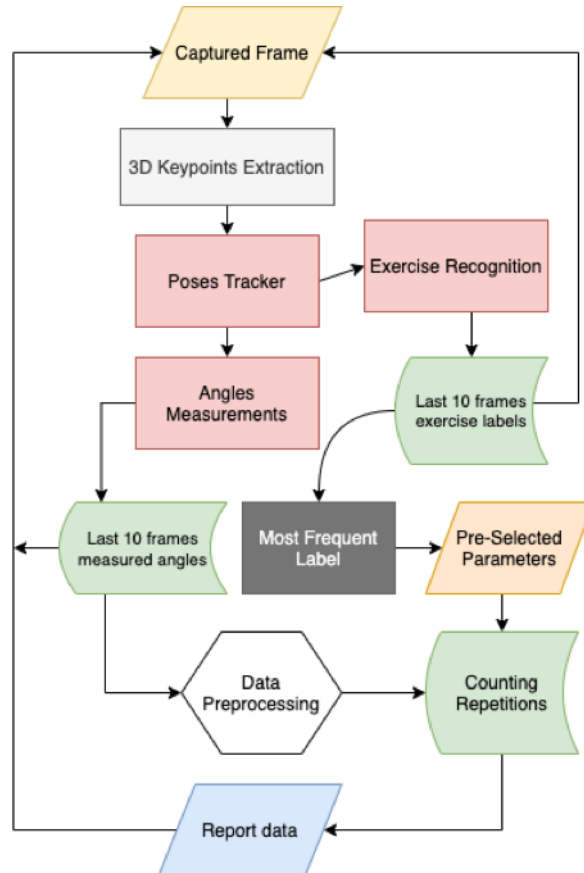 Captured Frame
3D Keypoints Extraction
Poses Tracker
Exercise Recognition
Angles
Measurements
Last 10 frames
exercise labels
Last 10 frames
measured angles
Most Frequent
Label
Pre-Selected
Parameters
Data
Preprocessing
Counting
Repetitions
Report data